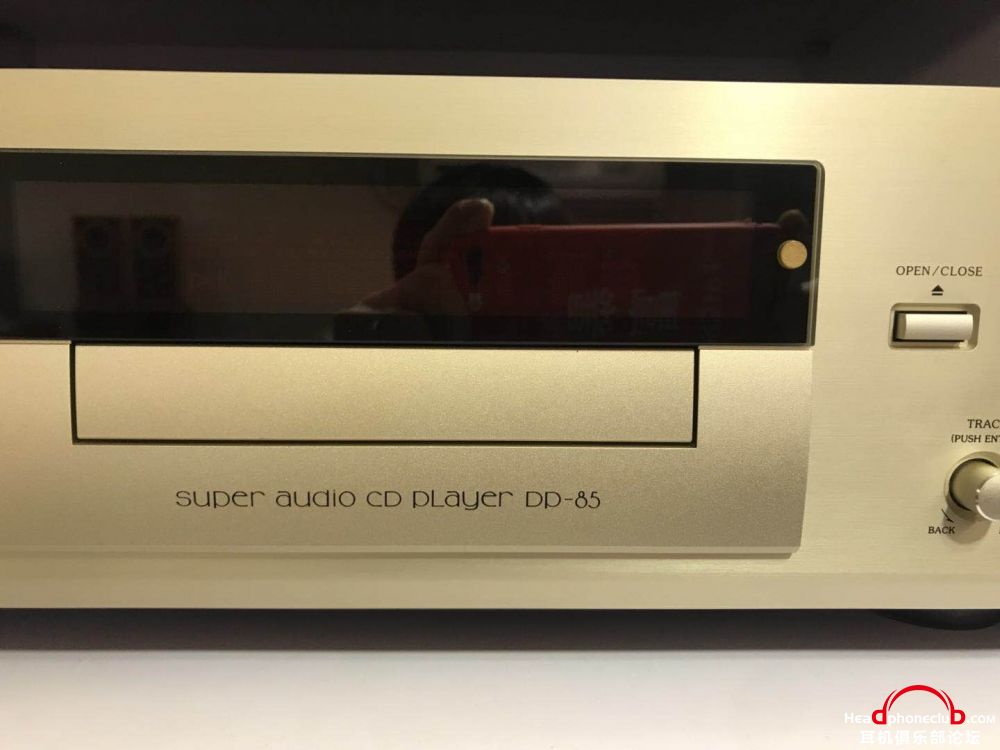 OPEN/CLOSE
TRAC
(PUSH EN
super audio CD player DP-85
BACK
Headphoneclub.com
耳机俱乐部论坛